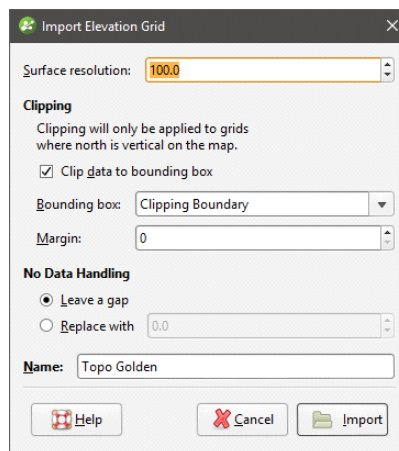 Import Elevation Grid
Surface resolution: 100.0
Clipping
Clipping will only be applied to grids
where north is vertical on the map.
Clip data to bounding box
Bounding box: Clipping Boundary
Margin: 0
No Data Handling
Leave a gap
Replace with 0.0
Name: Topo Golden
Help Cancel Import